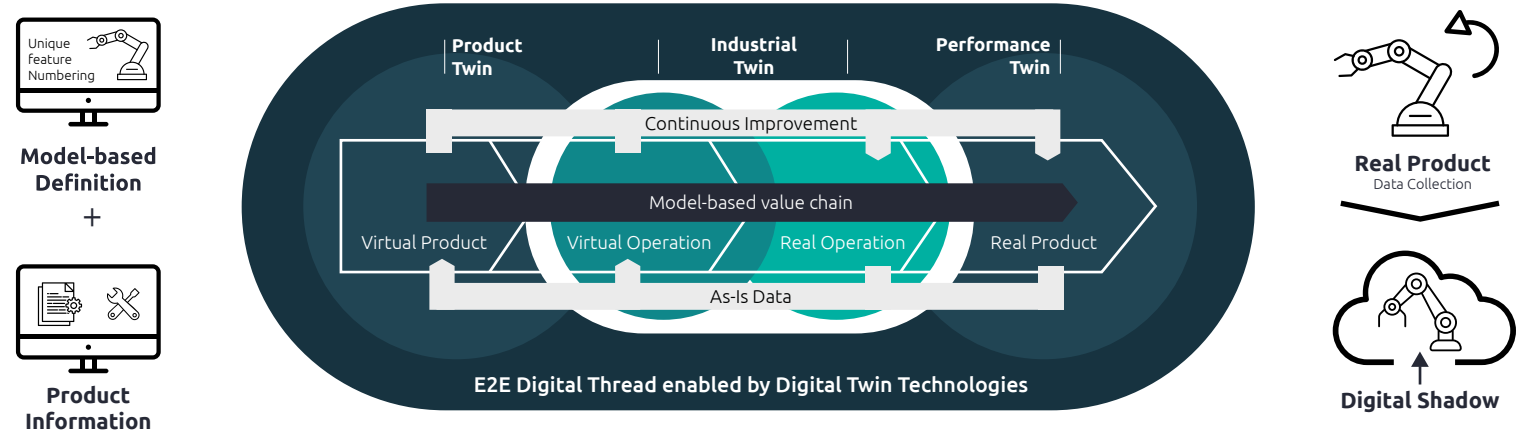 Unique
feature
Numbering
Model-based
Definition
+
Product
Information
Product
Twin
Industrial
Twin
Performance
Twin
Continuous Improvement
Model-based value chain
Virtual Product
Virtual Operation
Real Operation
Real Product
As-Is Data
E2E Digital Thread enabled by Digital Twin Technologies
Real Product
Data Collection
Digital Shadow